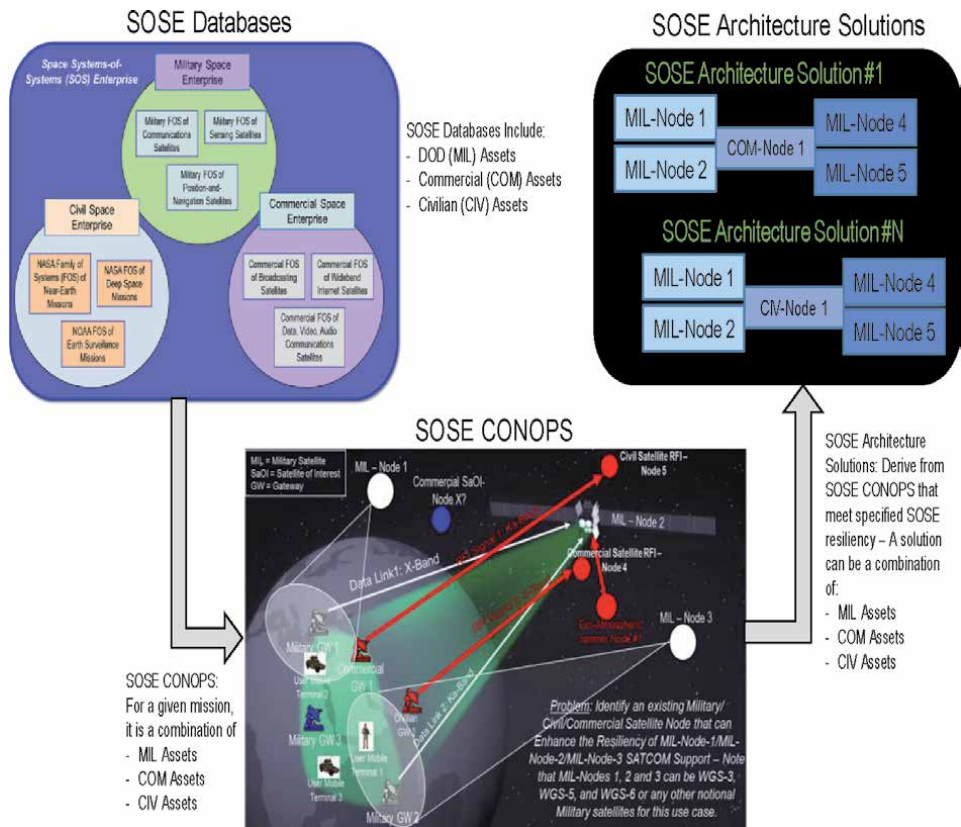 SOSE Databases
Space Systems-of-
Systems (SOS) Enterprise
Military Space
Enterprise
Military FOS of
Communications
Satellites
Military FOS of
Sensing Satellites
Military FOS of
Position-and-
Navigation Satellites
Civil Space
Enterprise
NASA Family of
Systems (FOS) of
Near-Earth
Missions
NASA FOS of
Deep Space
Missions
NOAA FOS of
Earth Surveillance
Missions
Commercial Space
Enterprise
Commercial FOS
of Broadcasting
Satellites
Commercial FOS
of Wideband
Internet Satellites
Commercial FOS of
Data, Video, Audio
Communications
Satellites
SOSE Databases Include:
- DOD (MIL) Assets
- Commercial (COM) Assets
- Civilian (CIV) Assets
SOSE Architecture Solutions
SOSE Architecture Solution #1
MIL-Node 1
MIL-Node 2
COM-Node 1
MIL-Node 4
MIL-Node 5
SOSE Architecture Solution #N
MIL-Node 1
MIL-Node 2
CIV-Node 1
MIL-Node 4
MIL-Node 5
SOSE CONOPS
MIL = Military Satellite
SaOI = Satellite of Interest
GW = Gateway
MIL – Node 1
Commercial SaOI-
Node X?
Civil Satellite RFI –
Node 5
MIL – Node 2
Commercial Satellite RFI –
Node 4
Data Link1: X-Band
Signal 1: Ka-Band
Jammer Node #1
MIL – Node 3
Military GW 1
User Mobile
Terminal 2
Commercial
GW 1
Military GW 3
Civilian
GW
Data Link 2: Ka-Band
User Mobile
Terminal 1
User Mobile
Terminal 3
Military GW 2
Problem: Identify an existing Military/
Civil/Commercial Satellite Node that can
Enhance the Resiliency of MIL-Node-1/MIL-
Node-2/MIL-Node-3 SATCOM Support – Note
that MIL-Nodes 1, 2 and 3 can be WGS-3,
WGS-5, and WGS-6 or any other notional
Military satellites for this use case.
SOSE CONOPS:
For a given mission,
it is a combination of
- MIL Assets
- COM Assets
- CIV Assets
SOSE Architecture
Solutions: Derive from
SOSE CONOPS that
meet specified SOSE
resiliency – A solution
can be a combination
of:
- MIL Assets
- COM Assets
- CIV Assets